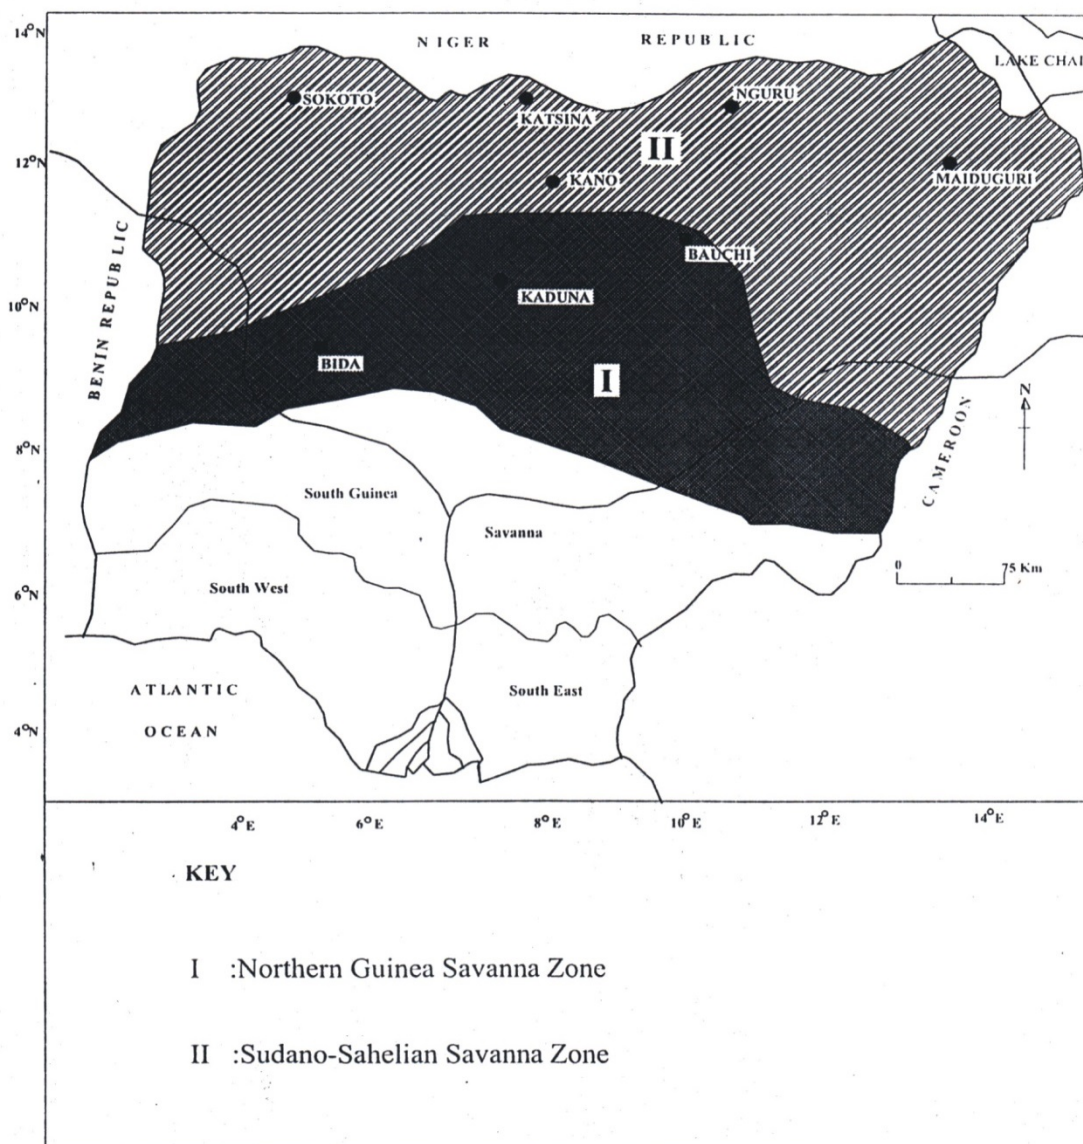 14°N
NIGER REPUBLIC
LAKE CHAD
SOKOTO
KATSINA
NGURU
II
12°N
KANO
MAIDUGURI
BENIN REPUBLIC
BAUCHI
10°N
KADUNA
BIDA
I
N
8°N
CAMEROON
South Guinea
Savanna
0 75 Km
6°N
South West
ATLANTIC
OCEAN
South East
4°N
4°E 6°E 8°E 10°E 12°E 14°E
KEY
I :Northern Guinea Savanna Zone
II :Sudano-Sahelian Savanna Zone